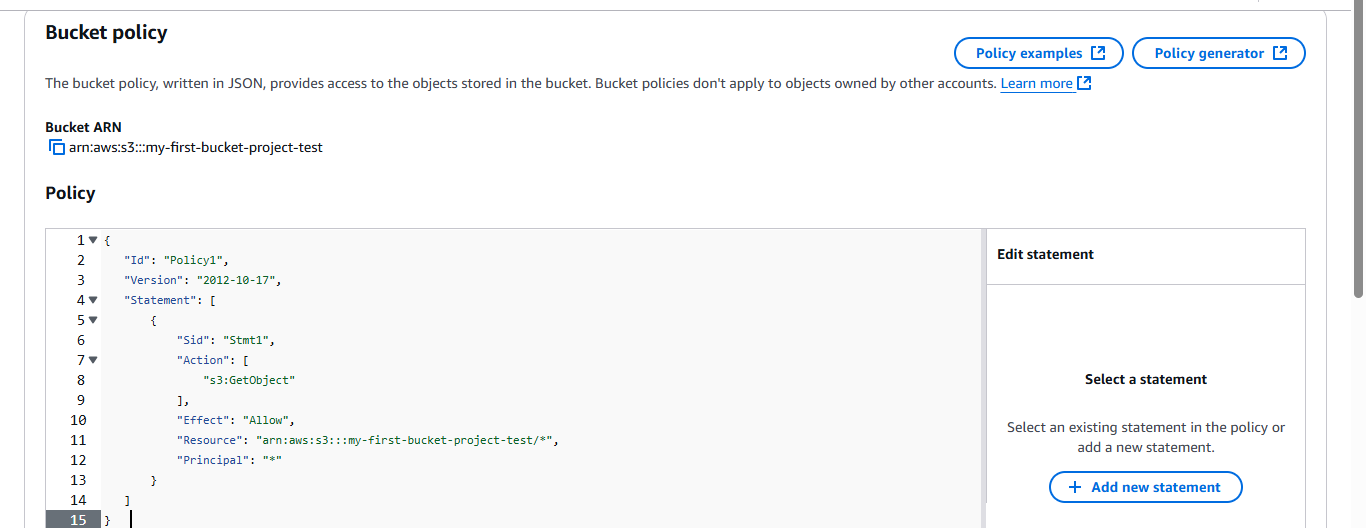 Bucket policy
Policy examples
Policy generator
The bucket policy, written in JSON, provides access to the objects stored in the bucket. Bucket policies don't apply to objects owned by other accounts. Learn more
Bucket ARN
arn:aws:s3:::my-first-bucket-project-test
Policy
1 {
2 "Id": "Policy1",
3 "Version": "2012-10-17",
4 "Statement": [
5 {
6 "Sid": "Stmt1",
7 "Action": [
8 "s3:GetObject"
9 ],
10 "Effect": "Allow",
11 "Resource": "arn:aws:s3:::my-first-bucket-project-test/*",
12 "Principal": "*"
13 }
14 ]
15 }
Edit statement
Select a statement
Select an existing statement in the policy or
add a new statement.
+ Add new statement